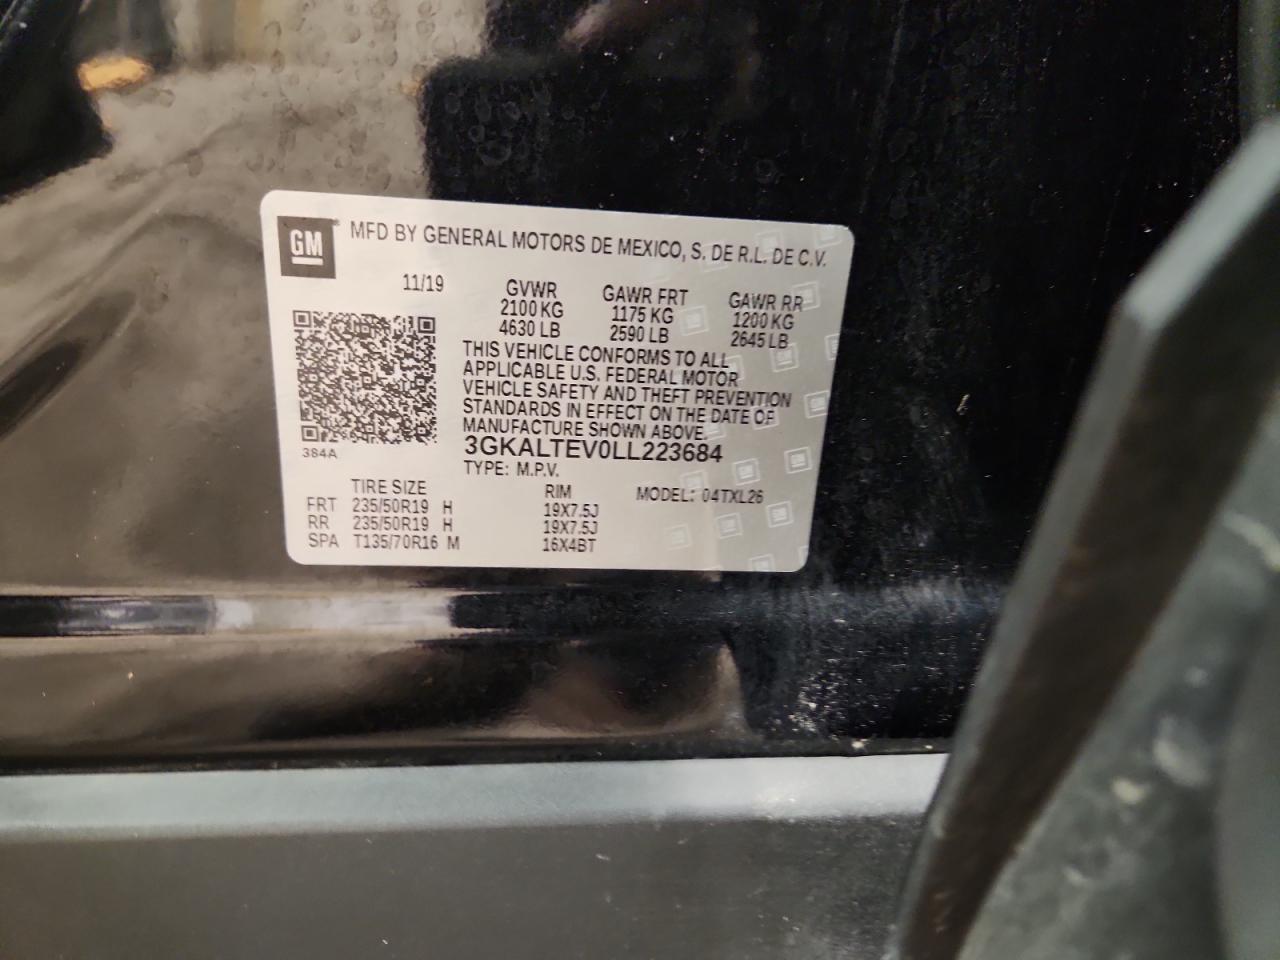 GM MFD BY GENERAL MOTORS DE MEXICO, S. DE R.L. DE C.V.
11/19 GVWR GAWR FRT GAWR RR
2100 KG 1175 KG 1200 KG
4630 LB 2590 LB 2645 LB
THIS VEHICLE CONFORMS TO ALL
APPLICABLE U.S. FEDERAL MOTOR
VEHICLE SAFETY AND THEFT PREVENTION
STANDARDS IN EFFECT ON THE DATE OF
MANUFACTURE SHOWN ABOVE.
384A
3GKALTEV0LL223684
TYPE: M.P.V.
TIRE SIZE RIM MODEL: 04TXL26
FRT 235/50R19 H 19X7.5J
RR 235/50R19 H 19X7.5J
SPA T135/70R16 M 16X4BT